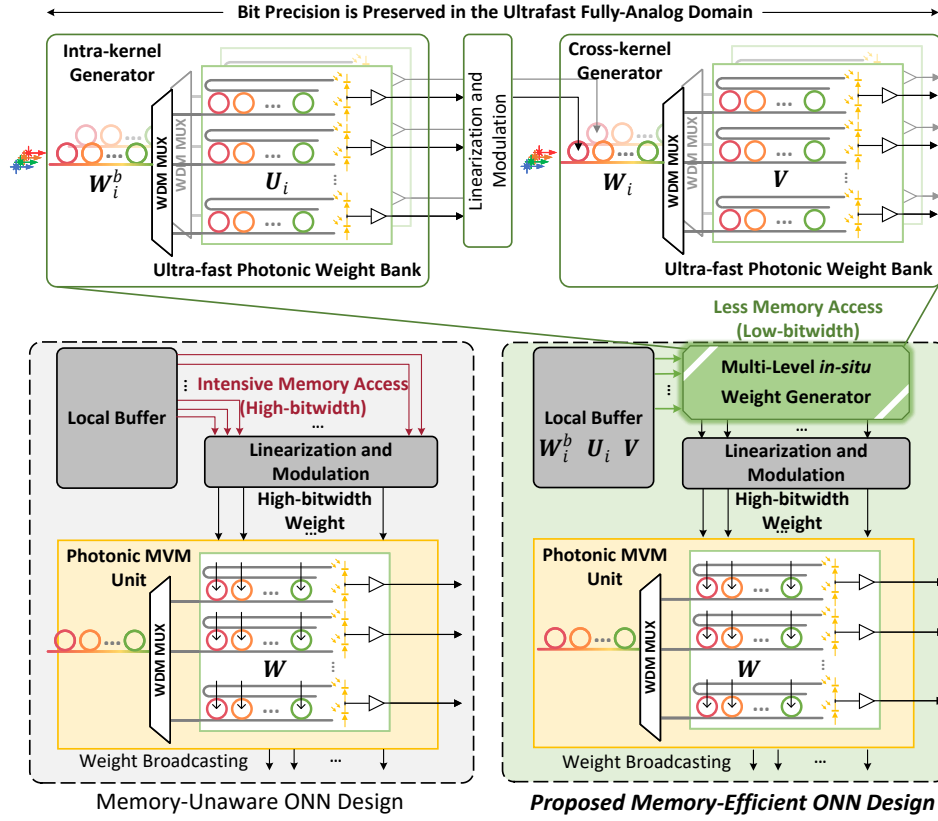 Bit Precision is Preserved in the Ultrafast Fully-Analog Domain
Intra-kernel
Generator
WDM MUX
WDM MUX
...
...
W_i^b
U_i
Ultra-fast Photonic Weight Bank
Linearization and
Modulation
Cross-kernel
Generator
WDM MUX
WDM MUX
...
...
W_i
V
Ultra-fast Photonic Weight Bank
Less Memory Access
(Low-bitwidth)
Local Buffer
Intensive Memory Access
(High-bitwidth)
...
Linearization and
Modulation
High-bitwidth
Weight
...
Photonic MVM
Unit
WDM MUX
...
...
W
Weight Broadcasting
...
Memory-Unaware ONN Design
Local Buffer
W_i^b U_i V
Multi-Level in-situ
Weight Generator
...
Linearization and
Modulation
High-bitwidth
Weight
...
Photonic MVM
Unit
WDM MUX
...
...
W
Weight Broadcasting
...
Proposed Memory-Efficient ONN Design